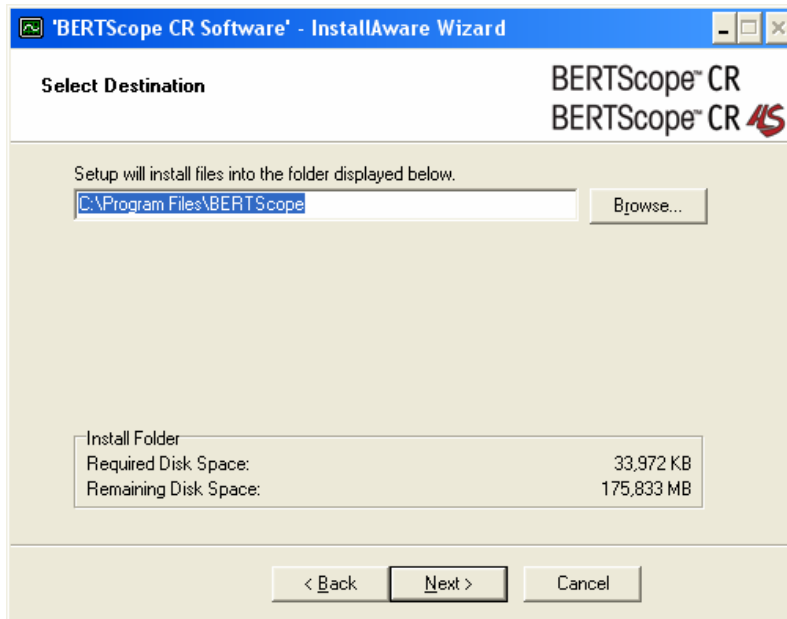 'BERTScope CR Software' - InstallAware Wizard
Select Destination
BERTScope™ CR
BERTScope™ CR HS
Setup will install files into the folder displayed below.
C:\Program Files\BERTScope
Browse...
Install Folder
Required Disk Space: 33,972 KB
Remaining Disk Space: 175,833 MB
< Back Next > Cancel